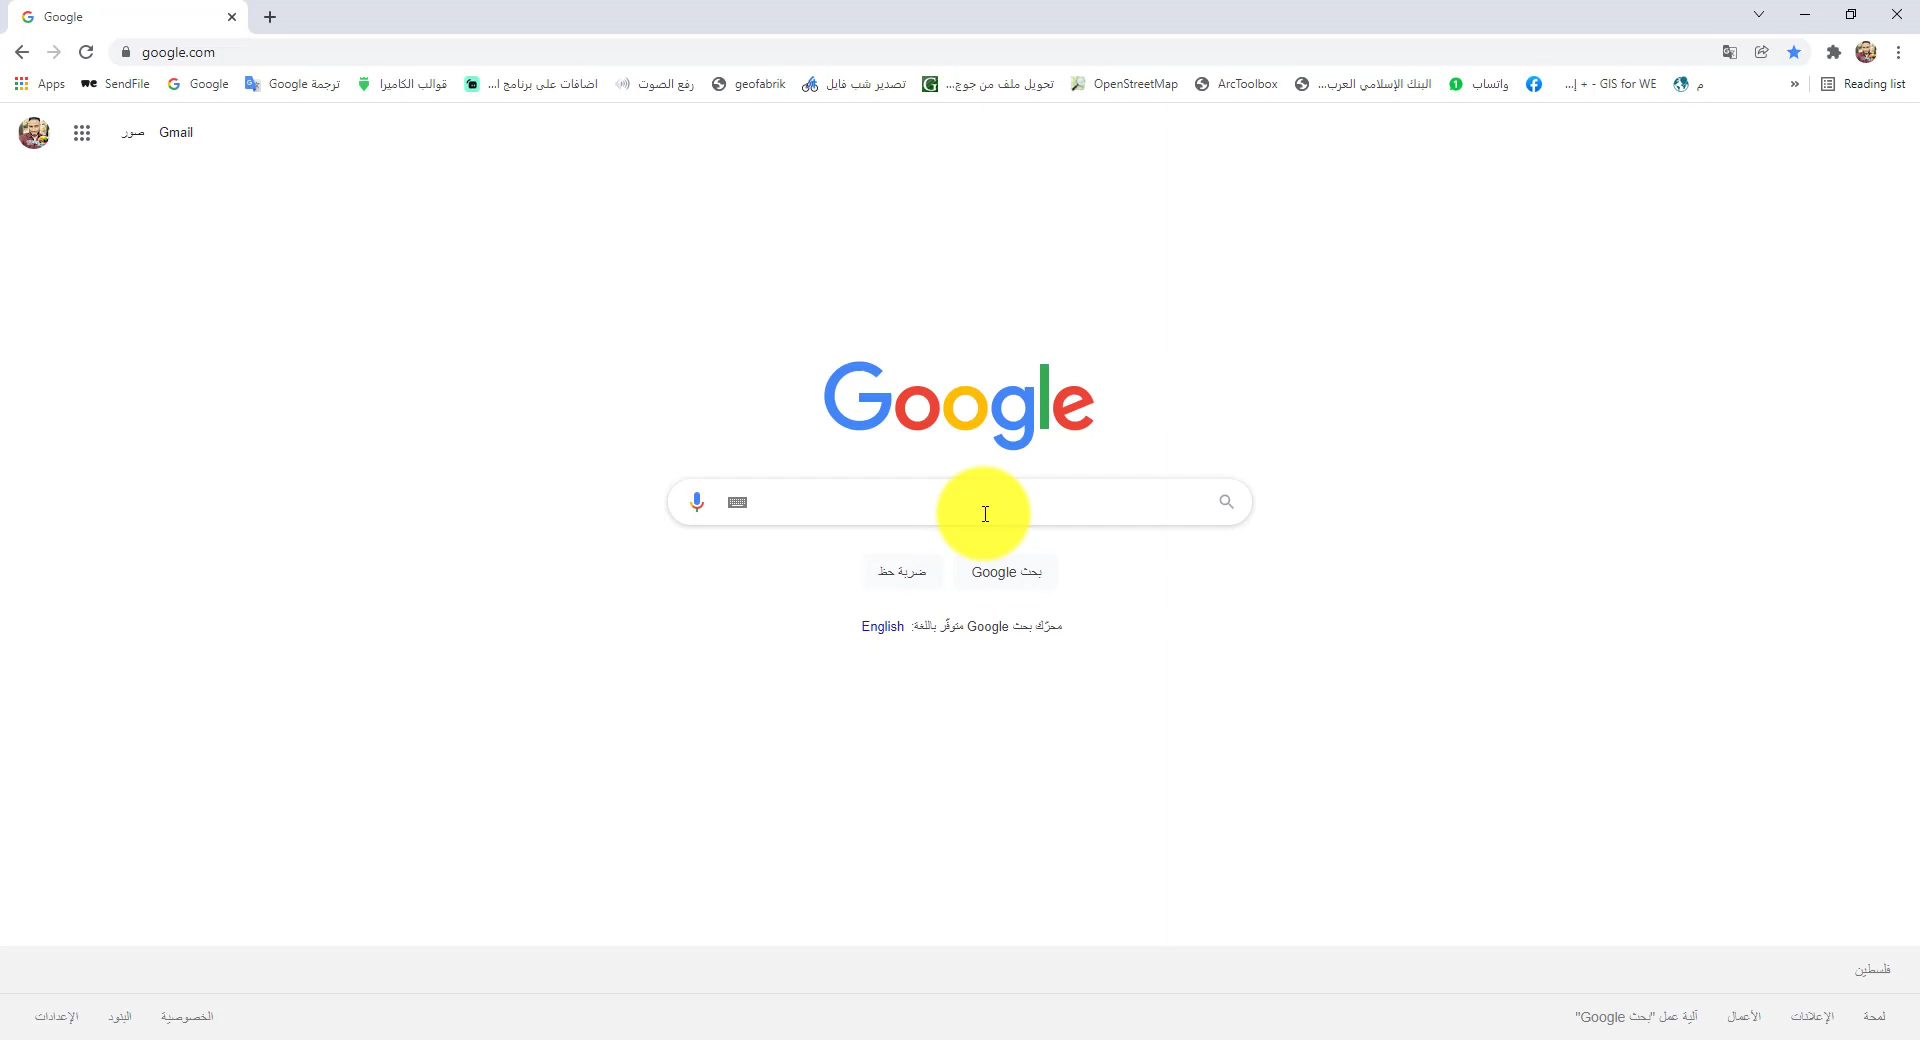 Google
google.com
Apps SendFile Google ترجمة Google قوالب الكاميرا اضافات على برنامج ا... رفع الصوت geofabrik تصدير شب فايل تحويل ملف من جوج... OpenStreetMap ArcToolbox البنك الإسلامي العرب... واتساب ...إ + - GIS for WE م » Reading list
صور Gmail
Google
بحث Google ضربة حظ
محرّك بحث Google متوفّر باللغة: English
فلسطين
لمحة الإعلانات الأعمال آلية عمل "بحث Google" الخصوصية البنود الإعدادات